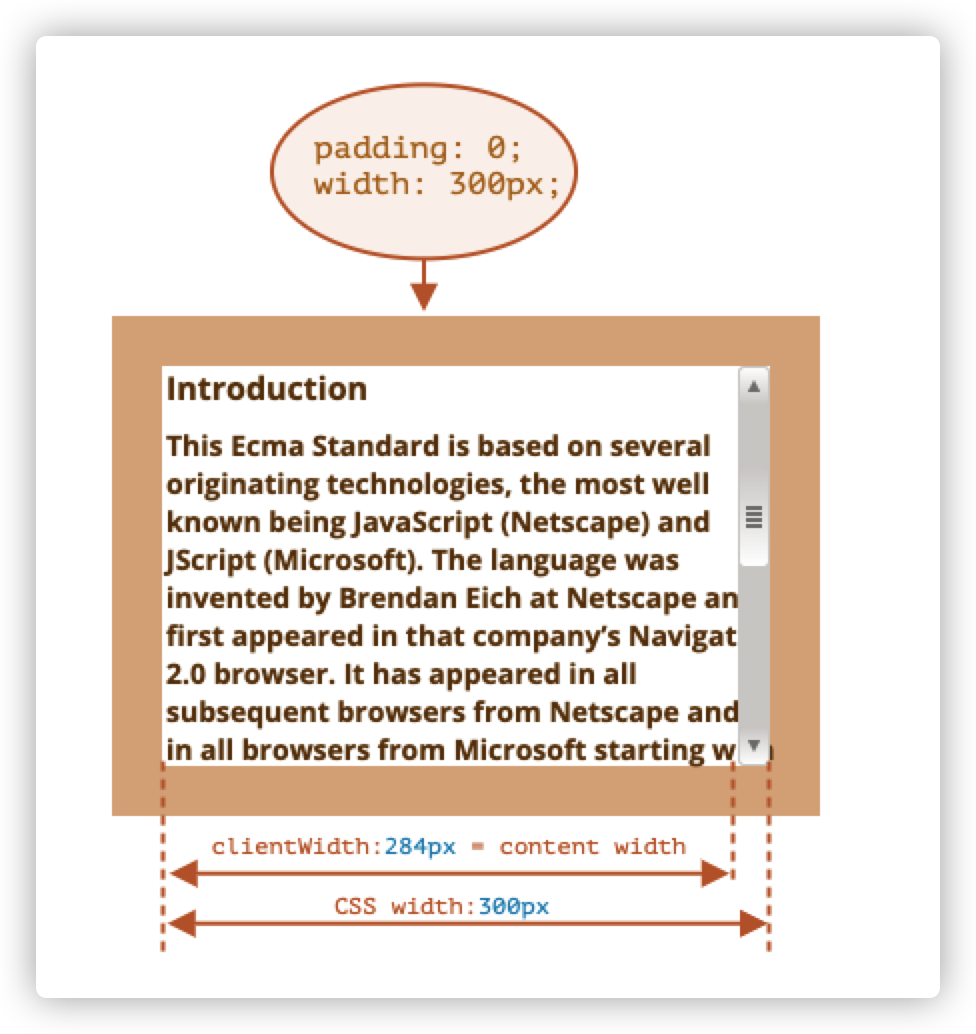 padding: 0;
width: 300px;
Introduction
This Ecma Standard is based on several
originating technologies, the most well
known being JavaScript (Netscape) and
JScript (Microsoft). The language was
invented by Brendan Eich at Netscape an
first appeared in that company’s Navigat
2.0 browser. It has appeared in all
subsequent browsers from Netscape and
in all browsers from Microsoft starting
clientWidth:284px = content width
CSS width:300px